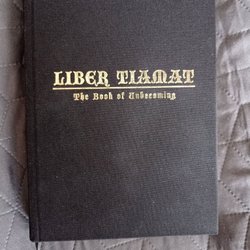 LIBER TIAMAT
The Book of Unbecoming